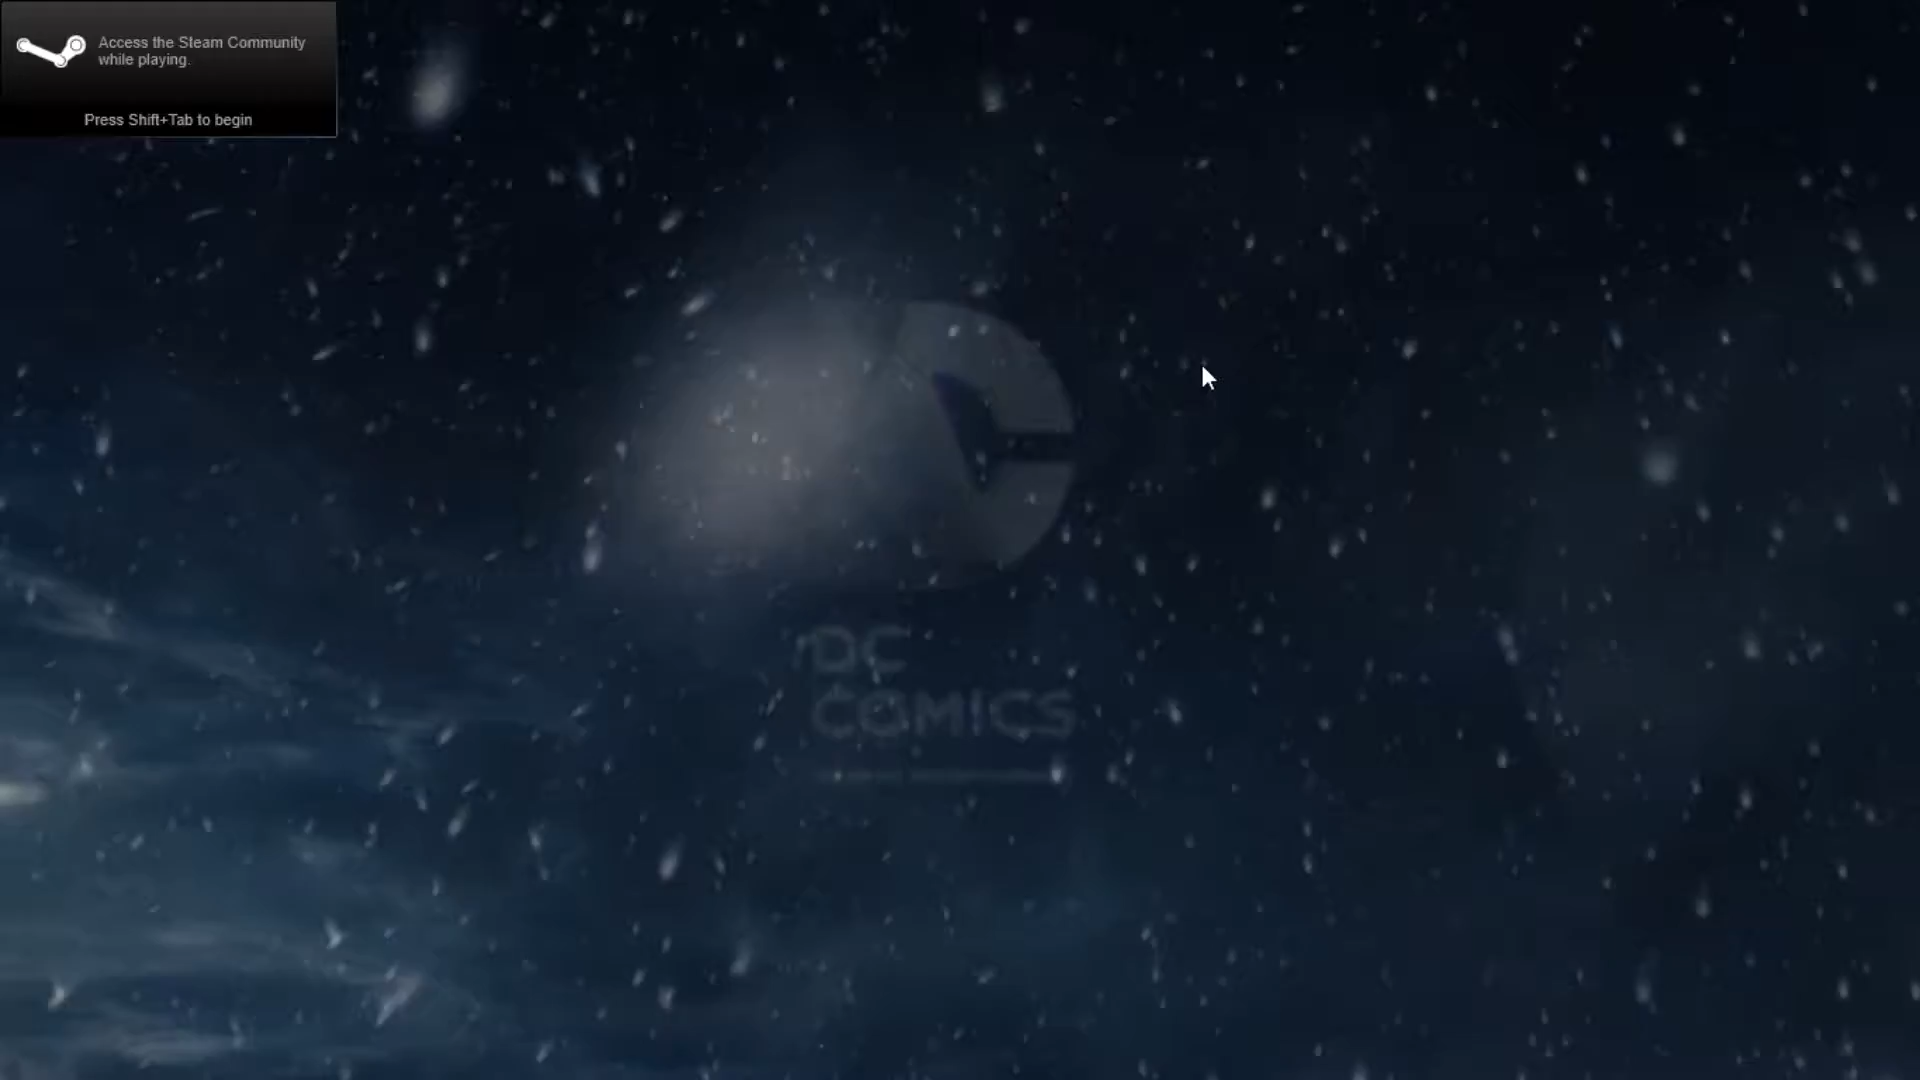 Access the Steam Community
while playing.
Press Shift+Tab to begin
DC
COMICS